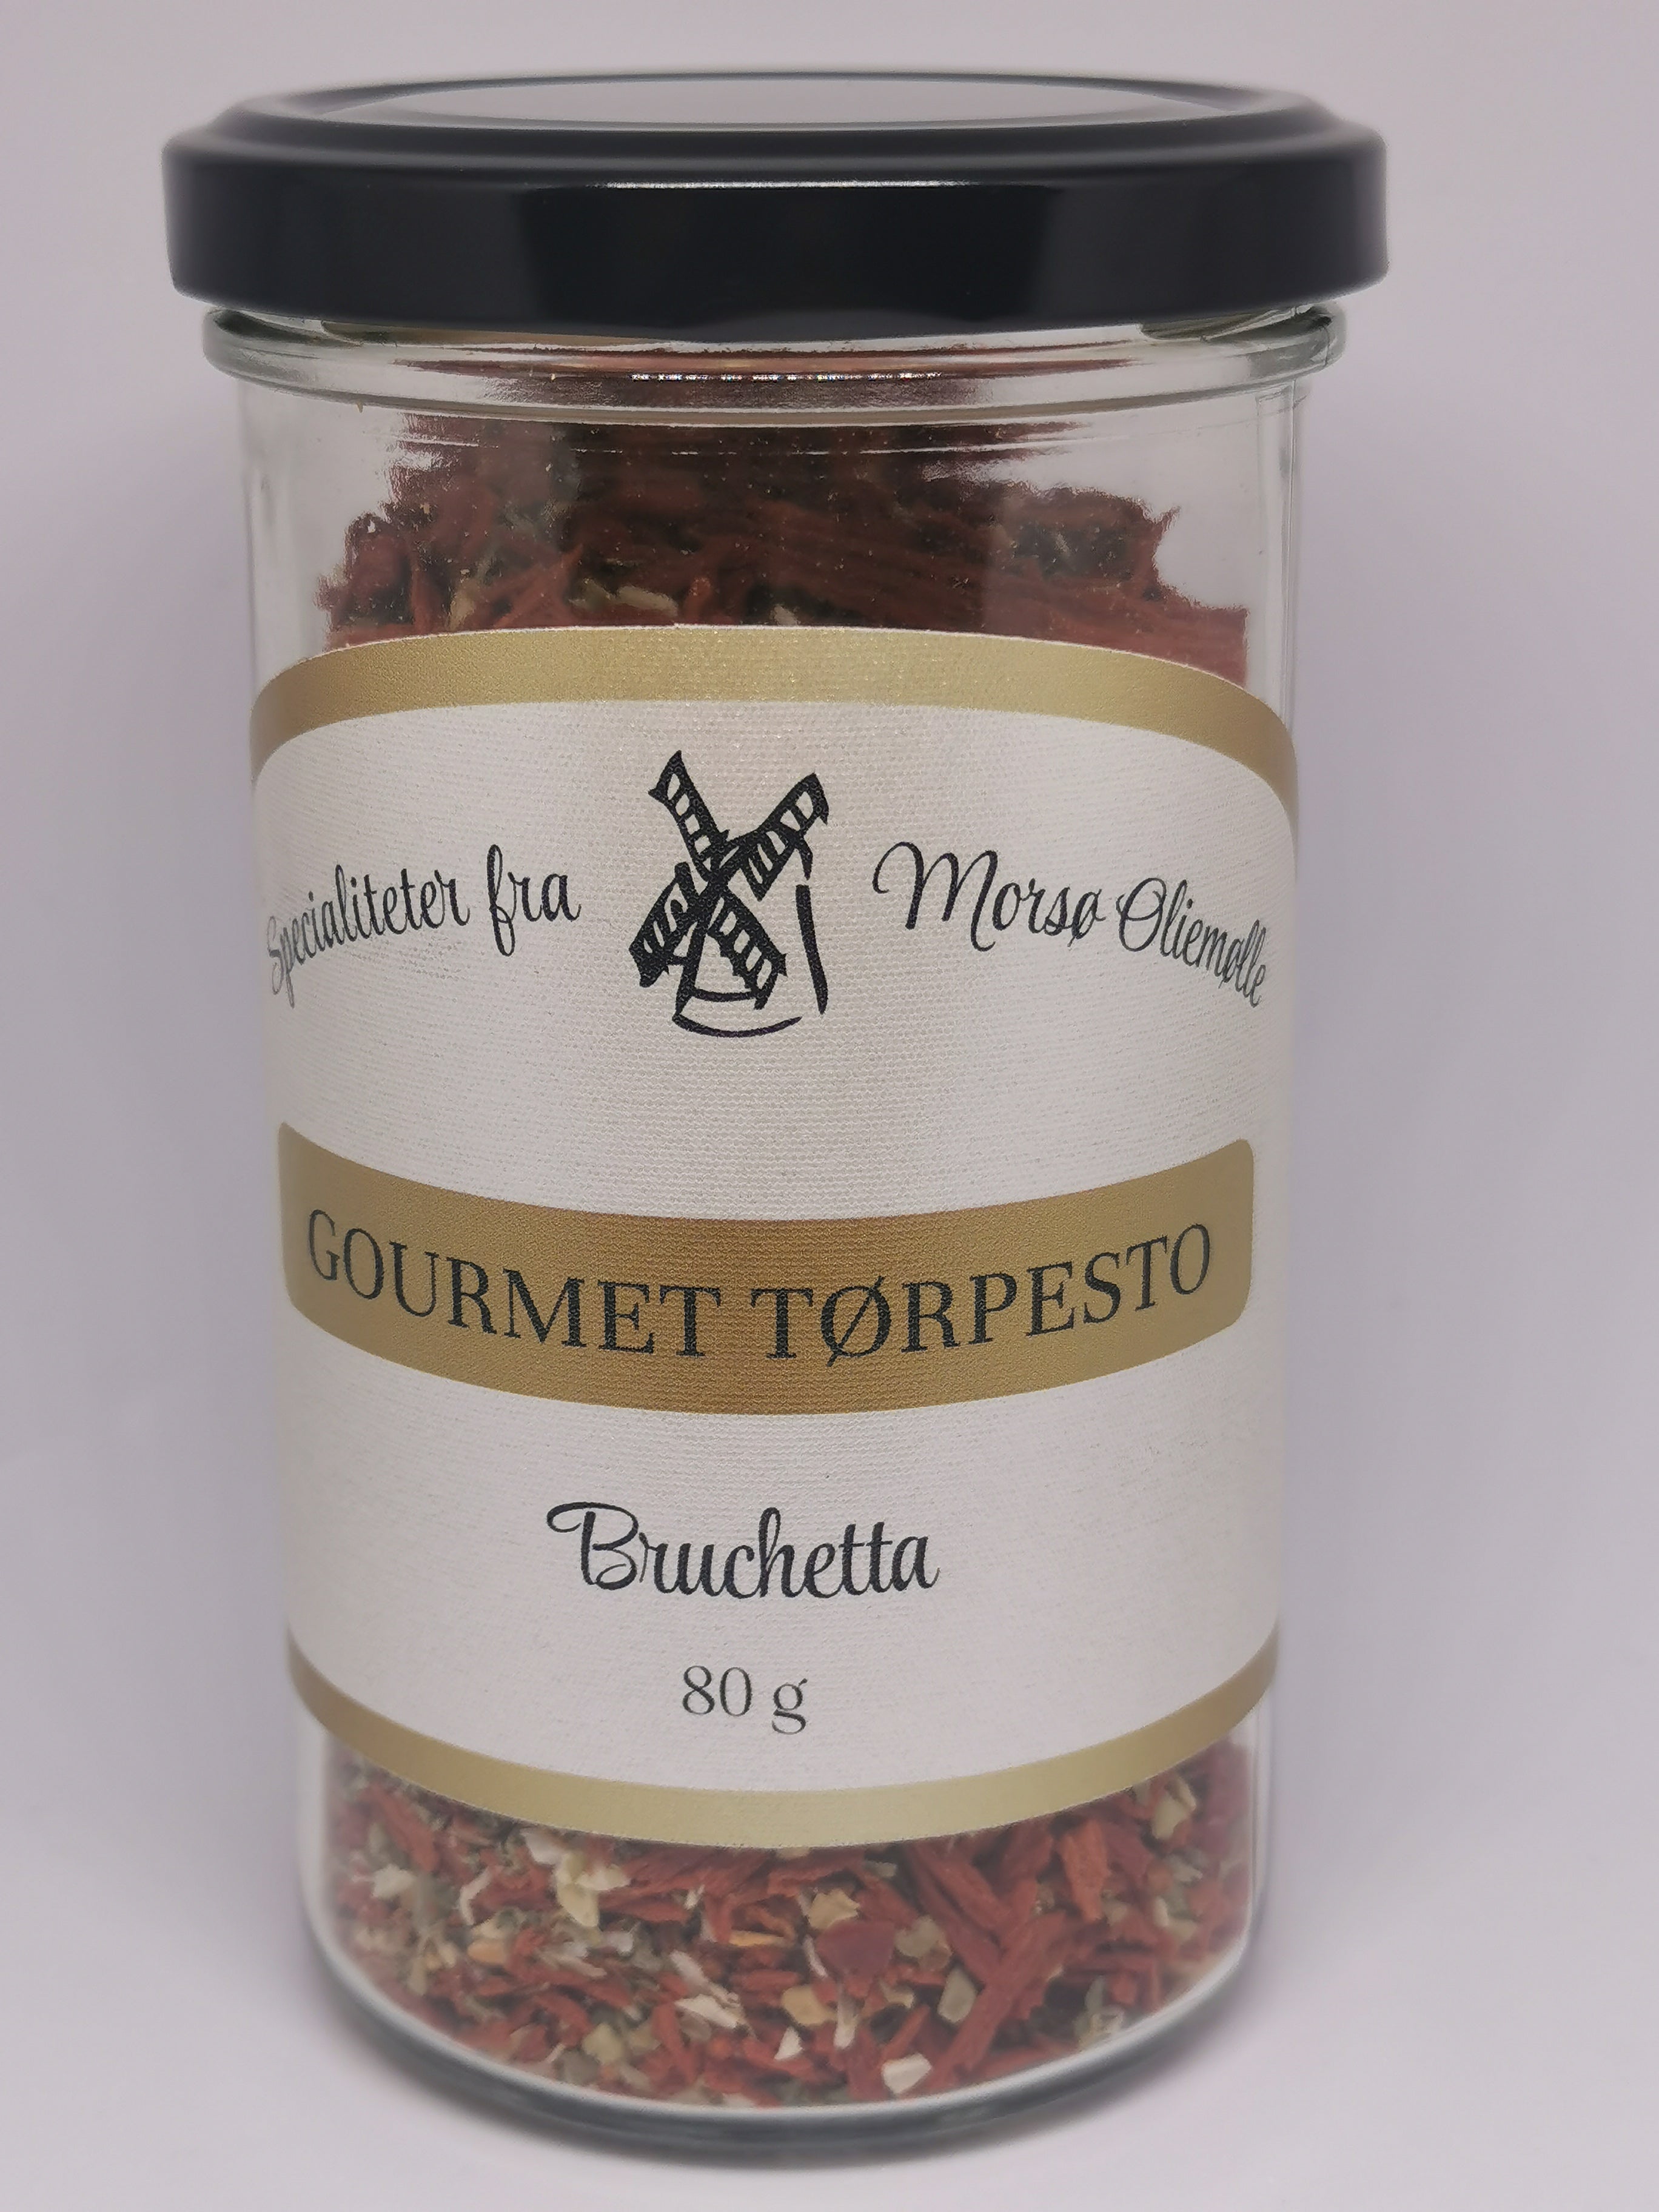 Specialiteter fra Morsø Oliemølle
GOURMET TØRPESTO
Bruchetta
80 g